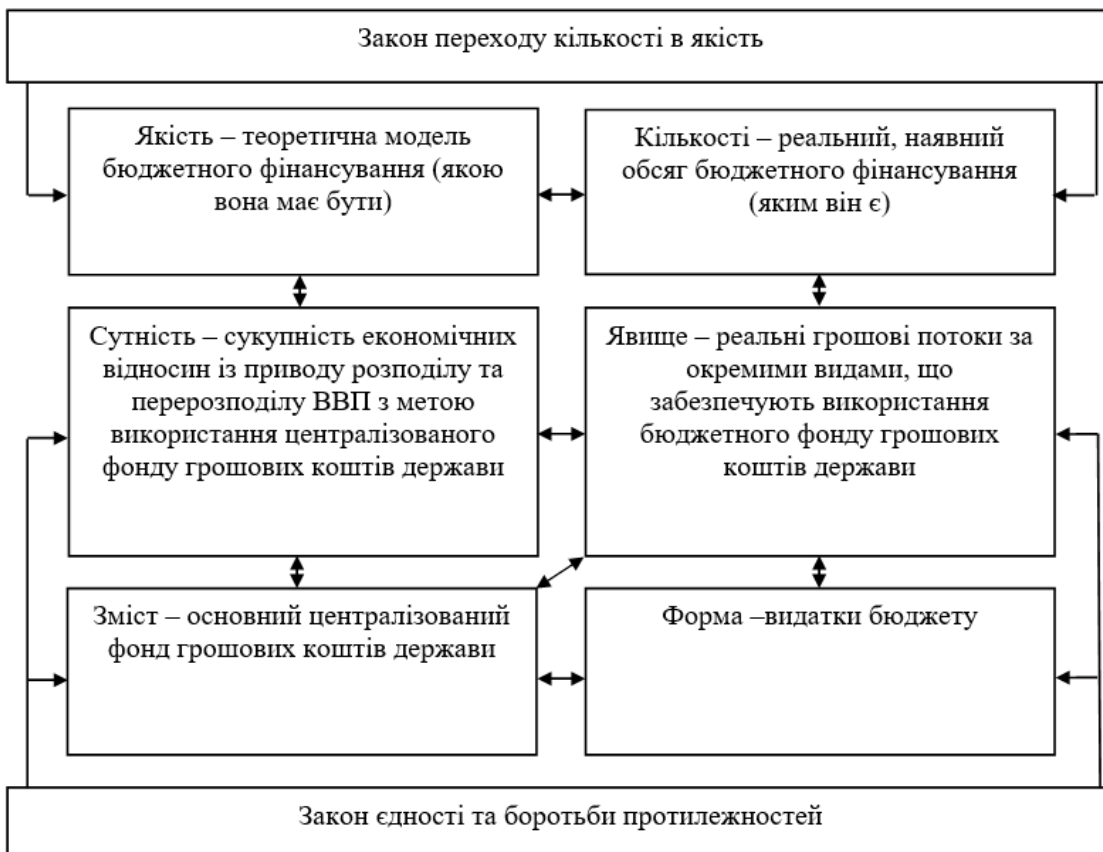 Закон переходу кількості в якість
Якість – теоретична модель
бюджетного фінансування (якою
вона має бути)
Кількості – реальний, наявний
обсяг бюджетного фінансування
(яким він є)
Сутність – сукупність економічних
відносин із приводу розподілу та
перерозподілу ВВП з метою
використання централізованого
фонду грошових коштів держави
Явище – реальні грошові потоки за
окремими видами, що
забезпечують використання
бюджетного фонду грошових
коштів держави
Зміст – основний централізований
фонд грошових коштів держави
Форма –видатки бюджету
Закон єдності та боротьби протилежностей